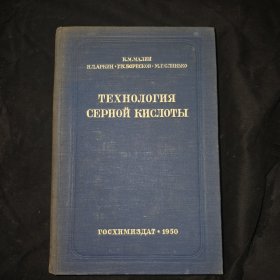 К.М.МАЛИН
Н.Л.АРКИН • Г.К.БОРЕСКОВ • М.Г.СЛИНЬКО
ТЕХНОЛОГИЯ
СЕРНОЙ КИСЛОТЫ
ГОСХИМИЗДАТ • 1950